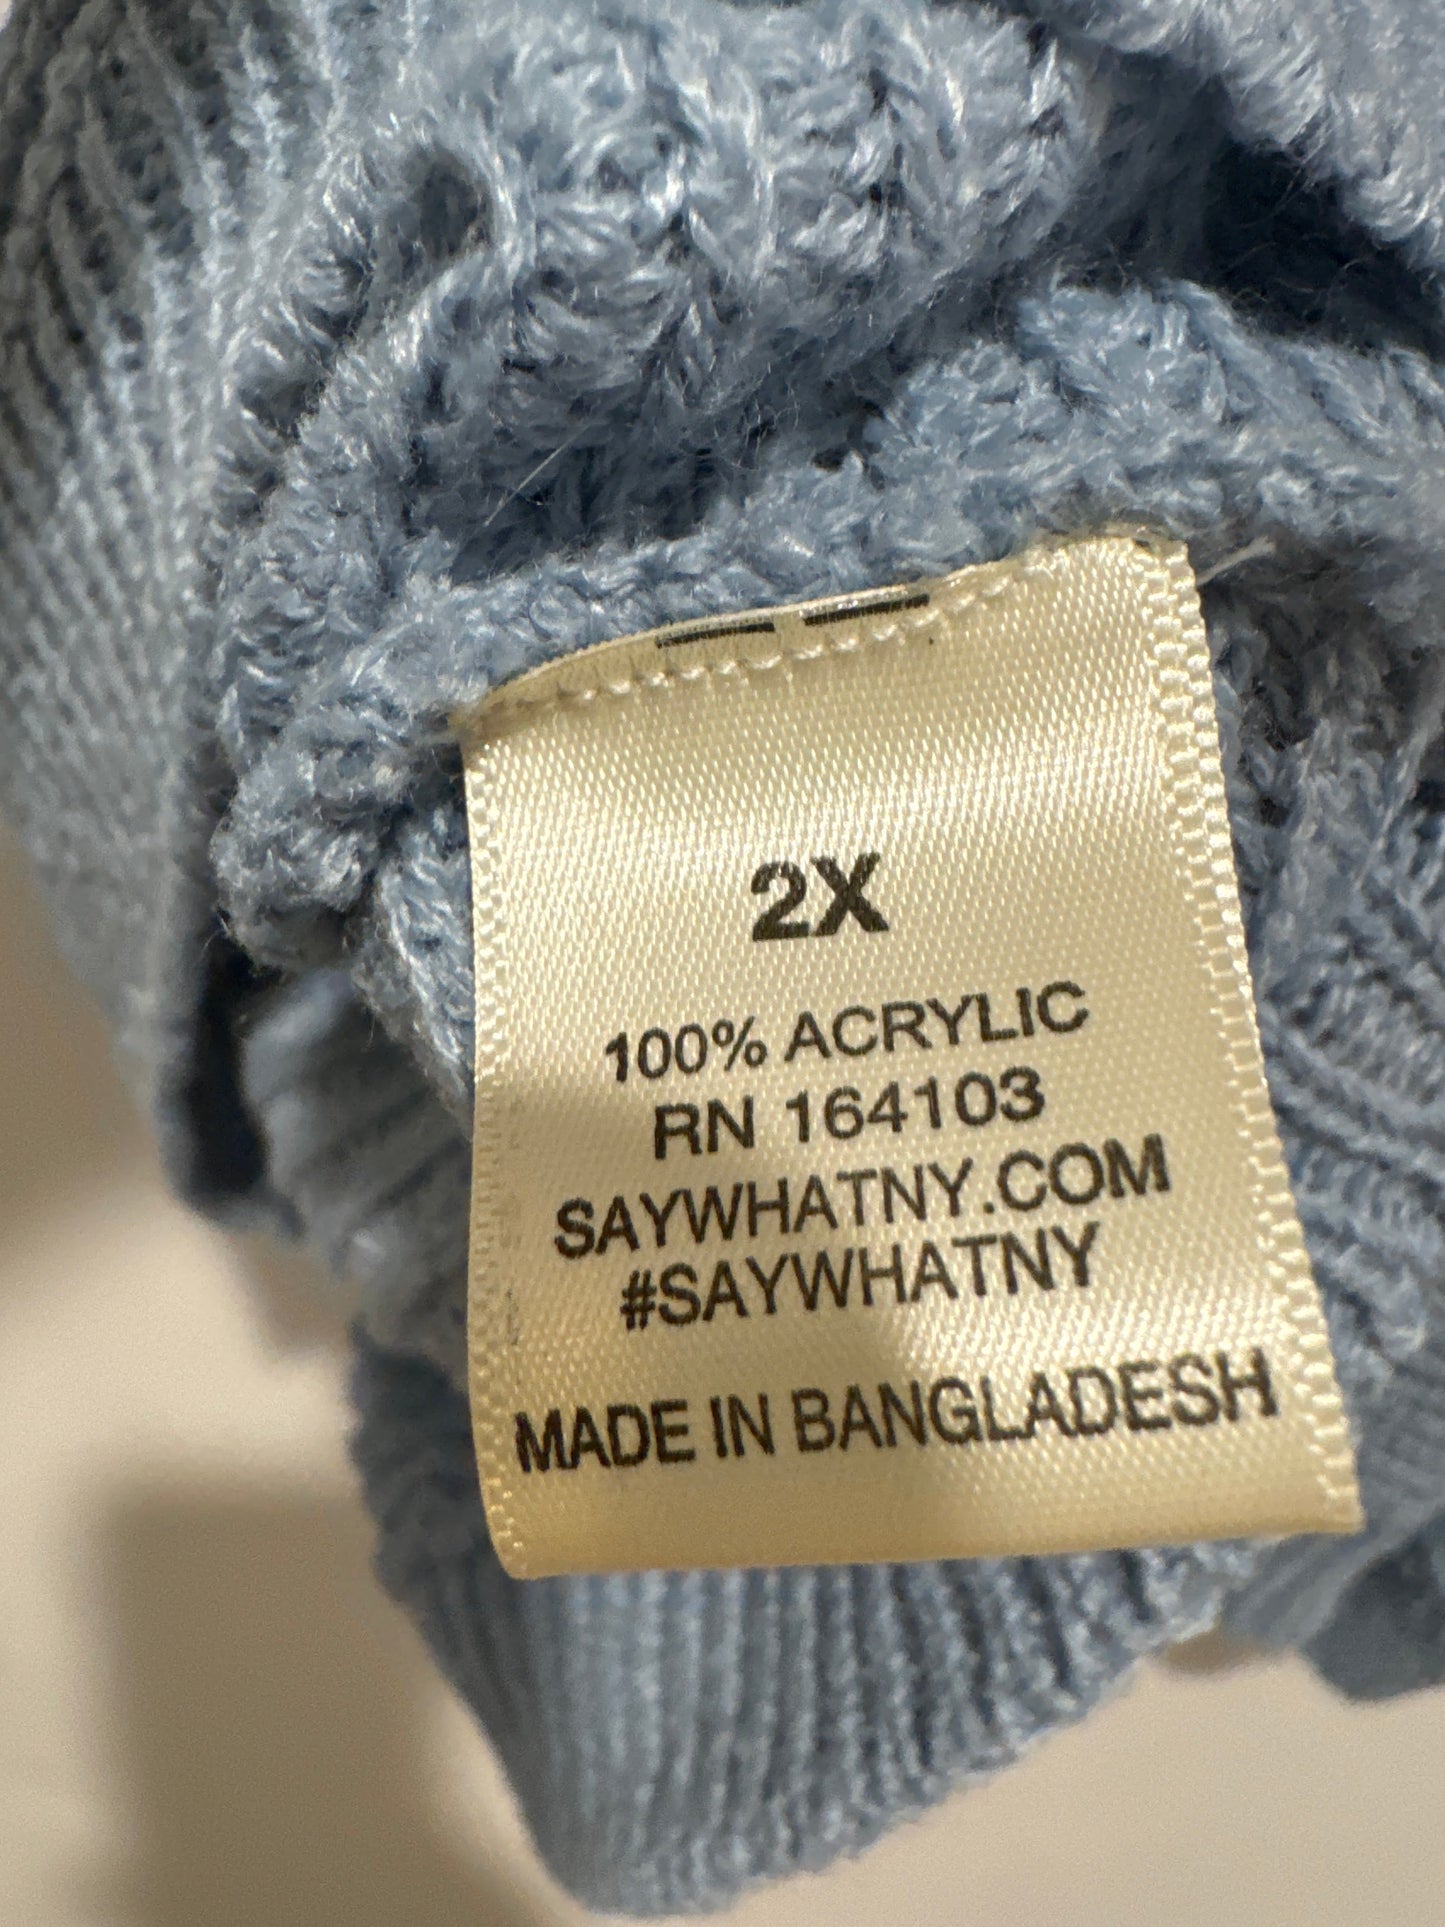 2X
100% ACRYLIC
RN 164103
SAYWHATNY.COM
#SAYWHATNY
MADE IN BANGLADESH